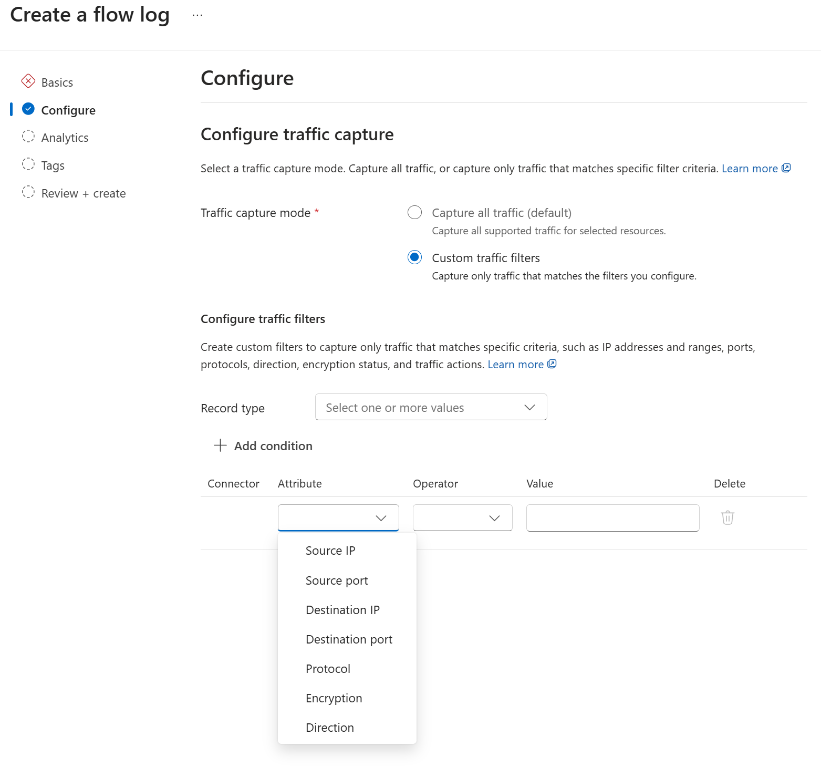 Create a flow log ...
Basics
Configure
Analytics
Tags
Review + create
Configure
Configure traffic capture
Select a traffic capture mode. Capture all traffic, or capture only traffic that matches specific filter criteria. Learn more
Traffic capture mode *
Capture all traffic (default)
Capture all supported traffic for selected resources.
Custom traffic filters
Capture only traffic that matches the filters you configure.
Configure traffic filters
Create custom filters to capture only traffic that matches specific criteria, such as IP addresses and ranges, ports,
protocols, direction, encryption status, and traffic actions. Learn more
Record type Select one or more values
+ Add condition
Connector Attribute Operator Value Delete
Source IP
Source port
Destination IP
Destination port
Protocol
Encryption
Direction